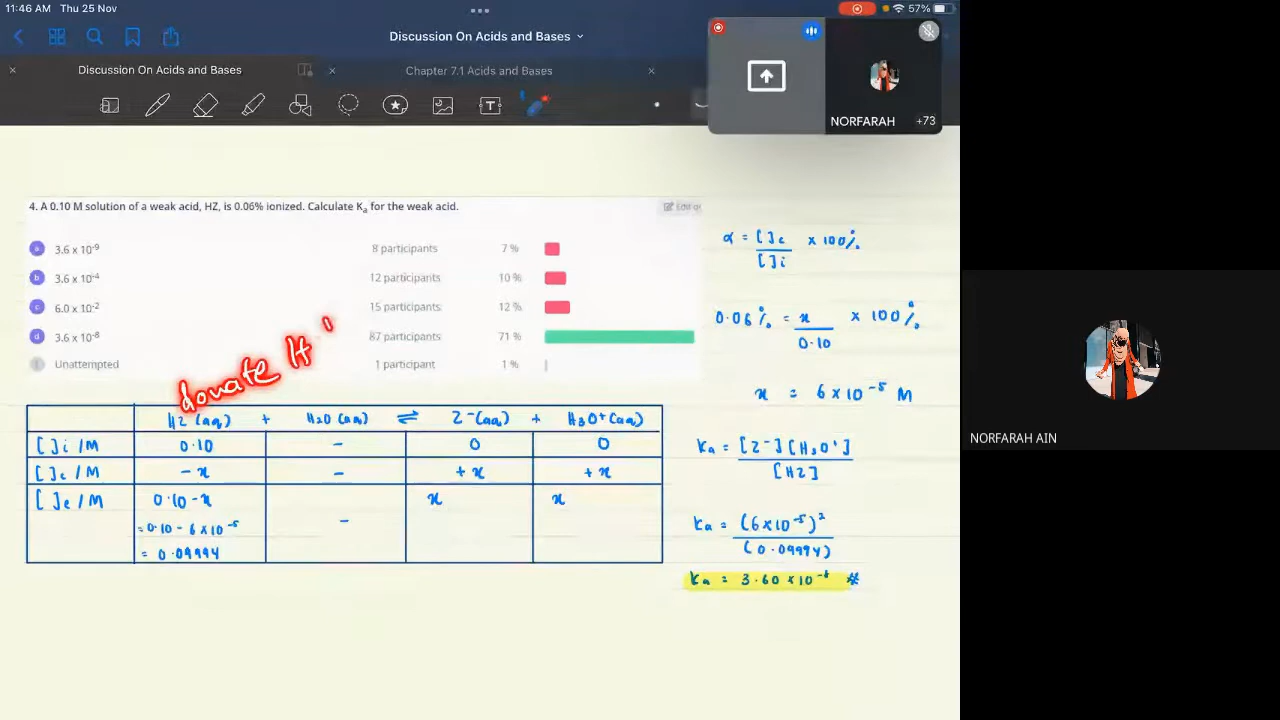 11:46 AM Thu 25 Nov
57%
Discussion On Acids and Bases
Discussion On Acids and Bases
Chapter 7.1 Acids and Bases
NORFARAH +73
4. A 0.10 M solution of a weak acid, HZ, is 0.06% ionized. Calculate Ka for the weak acid.
a 3.6 x 10-9 8 participants 7 %
b 3.6 x 10-4 12 participants 10 %
c 6.0 x 10-2 15 participants 12 %
d 3.6 x 10-8 87 participants 71 %
Unattempted 1 participant 1 %
donate H
HZ (aq) + H2O (aq) ⇌ Z-(aq) + H3O+(aq)
[ ]i /M 0.10 - 0 0
[ ]c /M -x - +x +x
[ ]e /M 0.10-x - x x
= 0.10 - 6x10-5
= 0.09994
α = [ ]c / [ ]i x 100%
0.06% = x / 0.10 x 100%
x = 6 x 10-5 M
Ka = [Z-][H3O+] / [HZ]
Ka = (6x10-5)2 / (0.09994)
Ka = 3.60 x 10-8 #
NORFARAH AIN